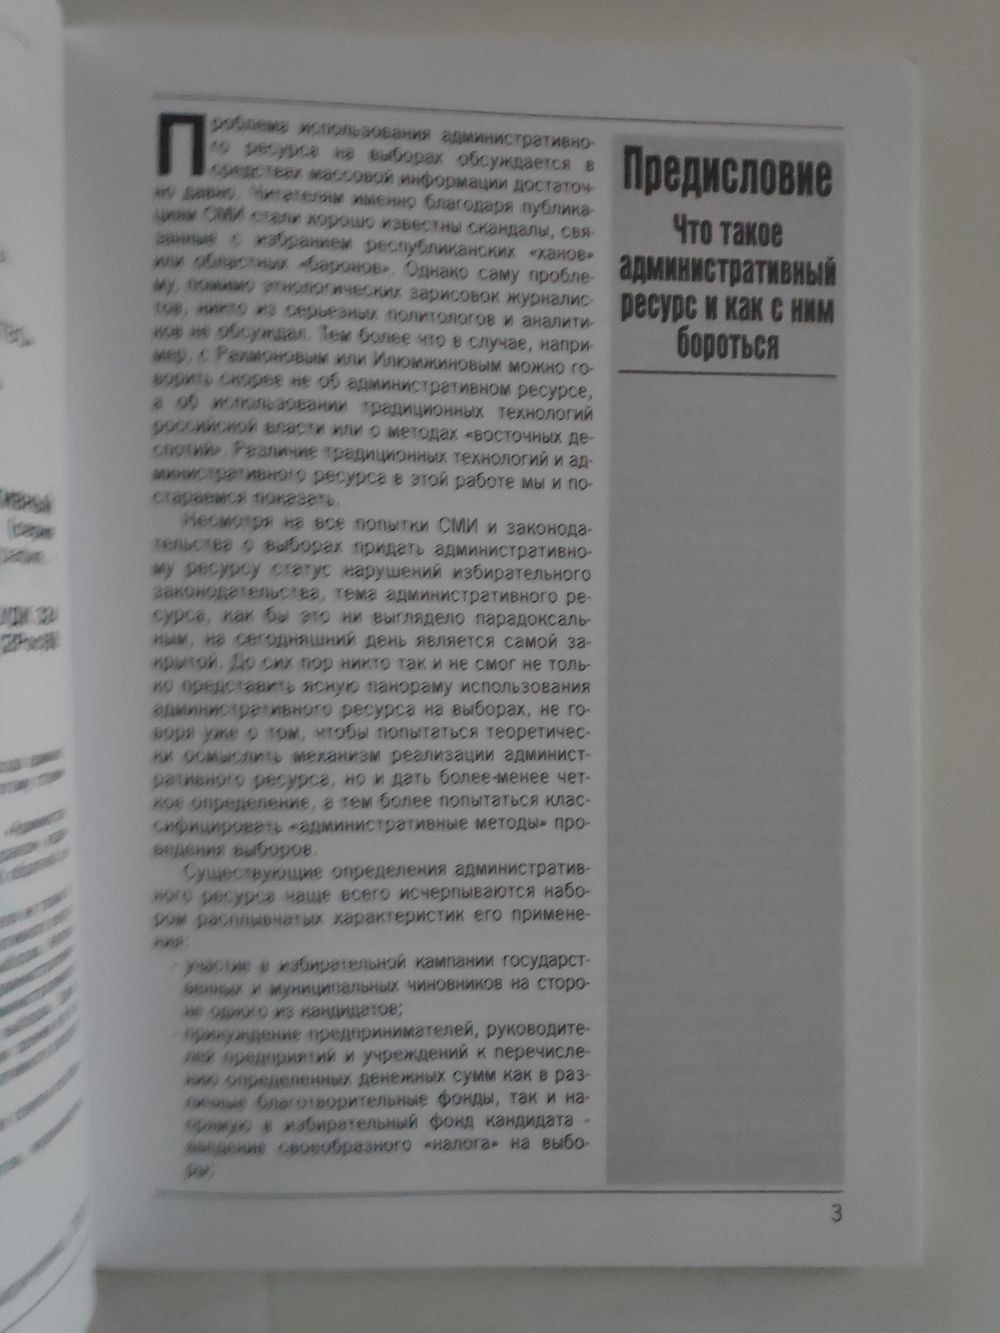 Проблема использования административно-
го ресурса на выборах обсуждается в
средствах массовой информации достаточ-
но давно. Читателям именно благодаря публика-
циям СМИ стали хорошо известны скандалы, свя-
занные с избранием республиканских «ханов»
или областных «баронов». Однако саму пробле-
му, помимо этнологических зарисовок журналис-
тов, никто из серьезных политологов и аналити-
ков не обсуждал. Тем более что в случае, напри-
мер, с Рахмоновым или Илюмжиновым можно го-
ворить скорее не об административном ресурсе,
а об использовании традиционных технологий
российской власти или о методах «восточных де-
спотий». Различие традиционных технологий и ад-
министративного ресурса в этой работе мы и по-
стараемся показать.
Несмотря на все попытки СМИ и законода-
тельства о выборах придать административно-
му ресурсу статус нарушений избирательного
законодательства, тема административного ре-
сурса, как бы это ни выглядело парадоксаль-
ным, на сегодняшний день является самой за-
крытой. До сих пор никто так и не смог не толь-
ко представить ясную панораму использования
административного ресурса на выборах, не го-
воря уже о том, чтобы попытаться теоретичес-
ки осмыслить механизм реализации админист-
ративного ресурса, но и дать более-менее чет-
кое определение, а тем более попытаться клас-
сифицировать «административные методы» про-
ведения выборов.
Существующие определения административ-
ного ресурса чаще всего исчерпываются набо-
ром расплывчатых характеристик его примене-
ния:
- участие в избирательной кампании государст-
венных и муниципальных чиновников на сторо-
не одного из кандидатов;
- принуждение предпринимателей, руководите-
лей предприятий и учреждений к перечисле-
нию определенных денежных сумм как в раз-
личные благотворительные фонды, так и на-
прямую в избирательный фонд кандидата -
введение своеобразного «налога» на выбо-
ры;
Предисловие
Что такое
административный
ресурс и как с ним
бороться
3